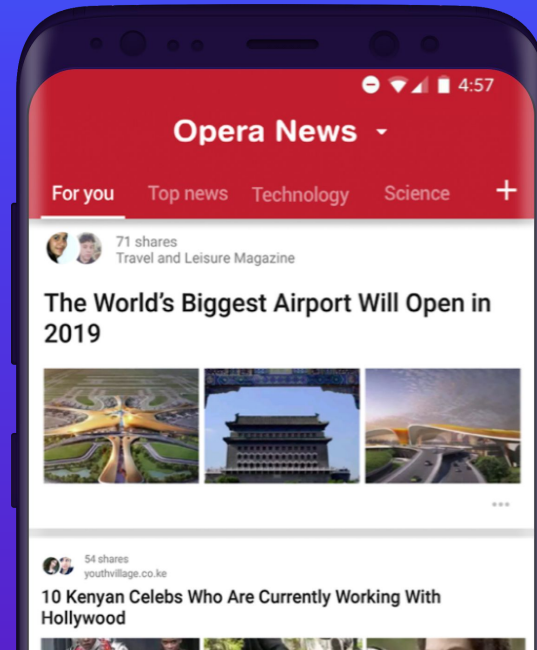 4:57
Opera News
For you Top news Technology Science +
71 shares
Travel and Leisure Magazine
The World's Biggest Airport Will Open in
2019
54 shares
youthvillage.co.ke
10 Kenyan Celebs Who Are Currently Working With
Hollywood